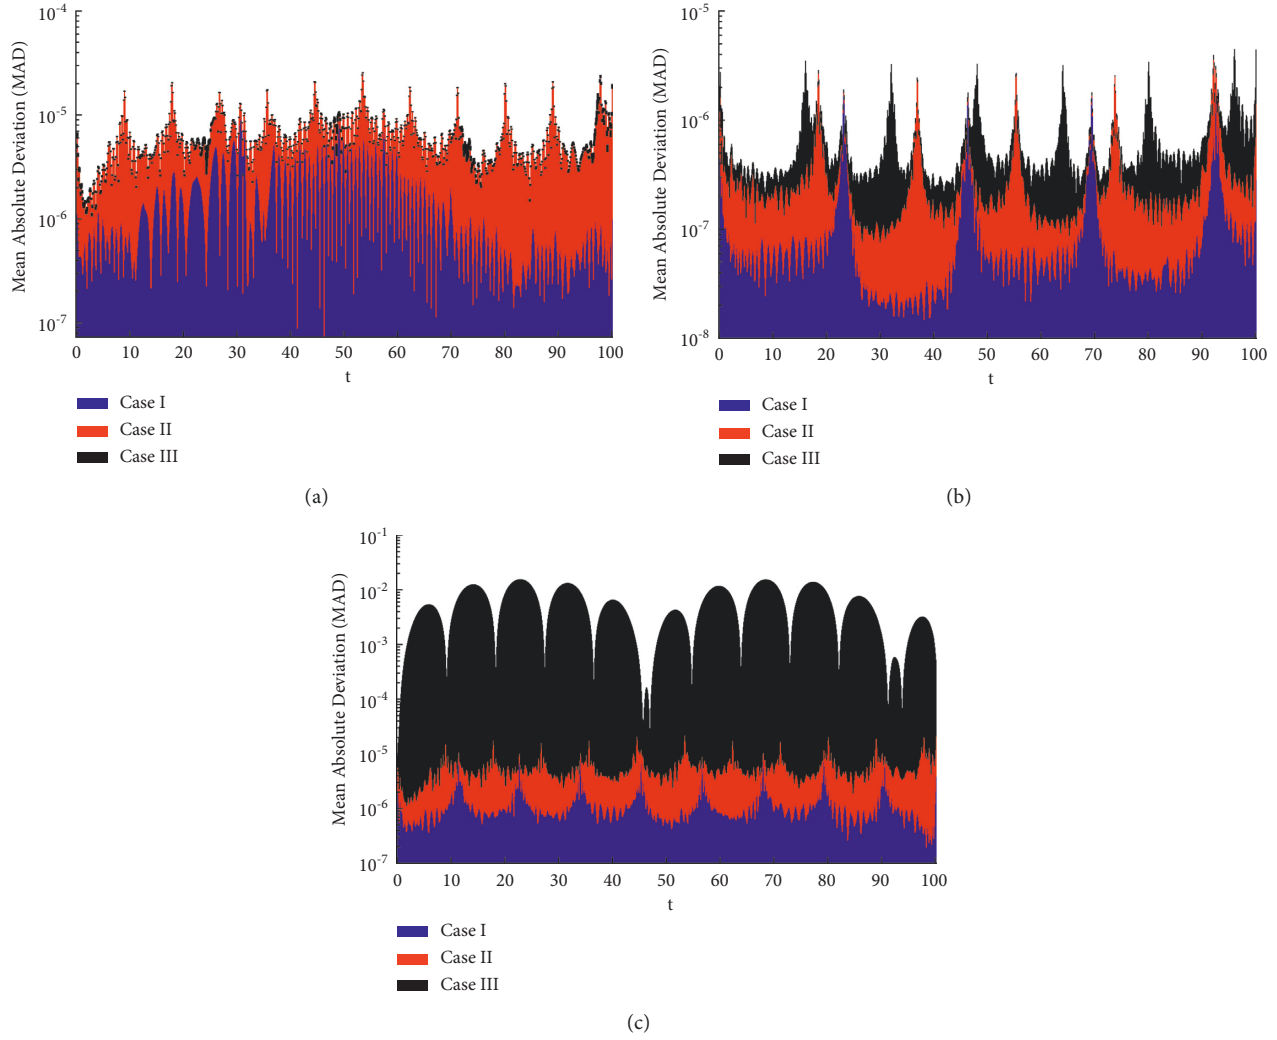 Mean Absolute Deviation (MAD)
10-4
10-5
10-6
10-7
0 10 20 30 40 50 60 70 80 90 100
t
Case I
Case II
Case III
(a)
Mean Absolute Deviation (MAD)
10-5
10-6
10-7
10-8
0 10 20 30 40 50 60 70 80 90 100
t
Case I
Case II
Case III
(b)
Mean Absolute Deviation (MAD)
10-1
10-2
10-3
10-4
10-5
10-6
10-7
0 10 20 30 40 50 60 70 80 90 100
t
Case I
Case II
Case III
(c)